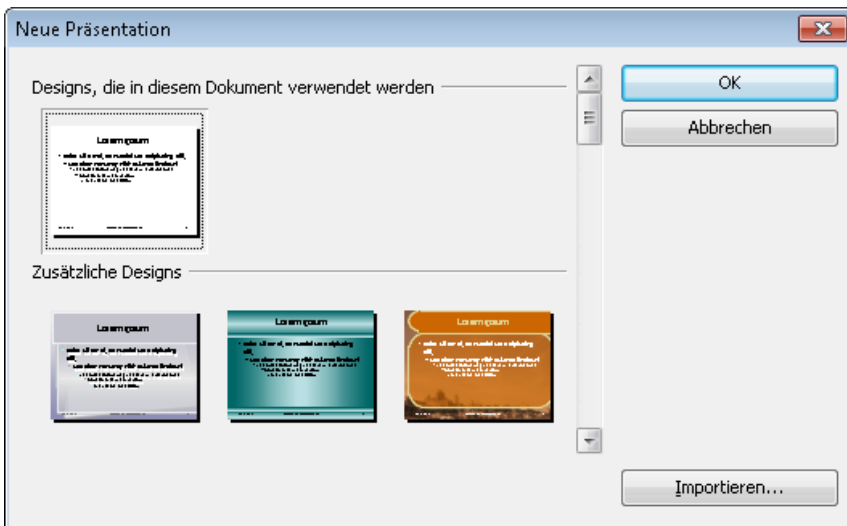 Neue Präsentation
Designs, die in diesem Dokument verwendet werden
OK
Abbrechen
Lorem ipsum
Zusätzliche Designs
Lorem ipsum
Lorem ipsum
Lorem ipsum
Importieren...